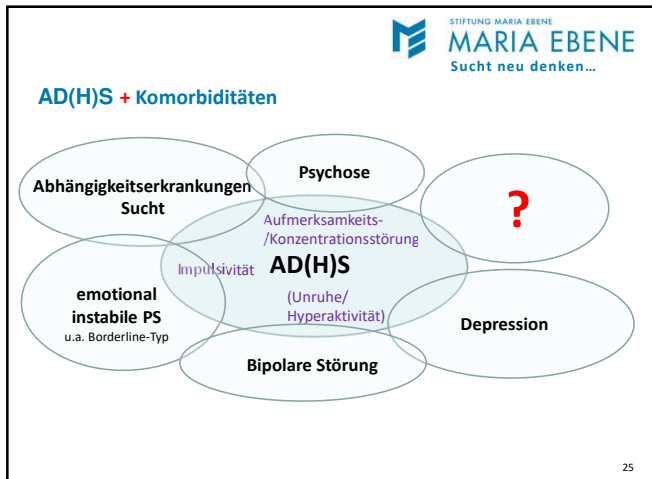 STIFTUNG MARIA EBENE
MARIA EBENE
Sucht neu denken...
AD(H)S + Komorbiditäten
Psychose
Abhängigkeitserkrankungen
Sucht
?
Aufmerksamkeits-
/Konzentrationsstörung
Impulsivität
AD(H)S
emotional
instabile PS
u.a. Borderline-Typ
(Unruhe/
Hyperaktivität)
Depression
Bipolare Störung
25